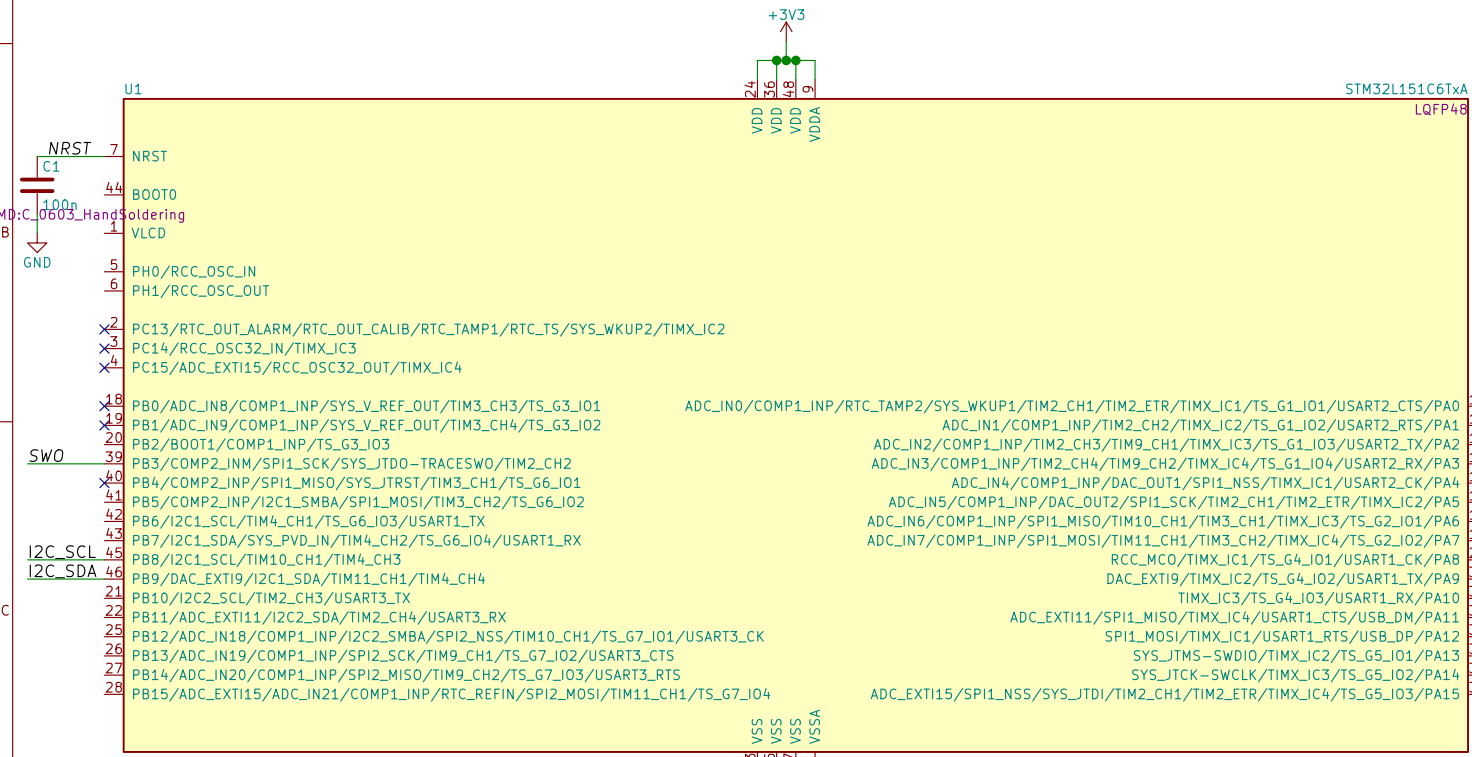 +3V3
U1
24
36
48
9
STM32L151C6TxA
LQFP48
VDD
VDD
VDD
VDDA
NRST
7
NRST
C1
44
BOOT0
100n
MD:C_0603_HandSoldering
B
1
VLCD
GND
5
PH0/RCC_OSC_IN
6
PH1/RCC_OSC_OUT
2
PC13/RTC_OUT_ALARM/RTC_OUT_CALIB/RTC_TAMP1/RTC_TS/SYS_WKUP2/TIMX_IC2
3
PC14/RCC_OSC32_IN/TIMX_IC3
4
PC15/ADC_EXTI15/RCC_OSC32_OUT/TIMX_IC4
18
PB0/ADC_IN8/COMP1_INP/SYS_V_REF_OUT/TIM3_CH3/TS_G3_IO1
ADC_IN0/COMP1_INP/RTC_TAMP2/SYS_WKUP1/TIM2_CH1/TIM2_ETR/TIMX_IC1/TS_G1_IO1/USART2_CTS/PA0
19
PB1/ADC_IN9/COMP1_INP/SYS_V_REF_OUT/TIM3_CH4/TS_G3_IO2
ADC_IN1/COMP1_INP/TIM2_CH2/TIMX_IC2/TS_G1_IO2/USART2_RTS/PA1
20
PB2/BOOT1/COMP1_INP/TS_G3_IO3
ADC_IN2/COMP1_INP/TIM2_CH3/TIM9_CH1/TIMX_IC3/TS_G1_IO3/USART2_TX/PA2
SWO
39
PB3/COMP2_INM/SPI1_SCK/SYS_JTDO-TRACESWO/TIM2_CH2
ADC_IN3/COMP1_INP/TIM2_CH4/TIM9_CH2/TIMX_IC4/TS_G1_IO4/USART2_RX/PA3
40
PB4/COMP2_INP/SPI1_MISO/SYS_JTRST/TIM3_CH1/TS_G6_IO1
ADC_IN4/COMP1_INP/DAC_OUT1/SPI1_NSS/TIMX_IC1/USART2_CK/PA4
41
PB5/COMP2_INP/I2C1_SMBA/SPI1_MOSI/TIM3_CH2/TS_G6_IO2
ADC_IN5/COMP1_INP/DAC_OUT2/SPI1_SCK/TIM2_CH1/TIM2_ETR/TIMX_IC2/PA5
42
PB6/I2C1_SCL/TIM4_CH1/TS_G6_IO3/USART1_TX
ADC_IN6/COMP1_INP/SPI1_MISO/TIM10_CH1/TIM3_CH1/TIMX_IC3/TS_G2_IO1/PA6
43
PB7/I2C1_SDA/SYS_PVD_IN/TIM4_CH2/TS_G6_IO4/USART1_RX
ADC_IN7/COMP1_INP/SPI1_MOSI/TIM11_CH1/TIM3_CH2/TIMX_IC4/TS_G2_IO2/PA7
I2C_SCL
45
PB8/I2C1_SCL/TIM10_CH1/TIM4_CH3
RCC_MCO/TIMX_IC1/TS_G4_IO1/USART1_CK/PA8
I2C_SDA
46
PB9/DAC_EXTI9/I2C1_SDA/TIM11_CH1/TIM4_CH4
DAC_EXTI9/TIMX_IC2/TS_G4_IO2/USART1_TX/PA9
21
PB10/I2C2_SCL/TIM2_CH3/USART3_TX
TIMX_IC3/TS_G4_IO3/USART1_RX/PA10
C
22
PB11/ADC_EXTI11/I2C2_SDA/TIM2_CH4/USART3_RX
ADC_EXTI11/SPI1_MISO/TIMX_IC4/USART1_CTS/USB_DM/PA11
25
PB12/ADC_IN18/COMP1_INP/I2C2_SMBA/SPI2_NSS/TIM10_CH1/TS_G7_IO1/USART3_CK
SPI1_MOSI/TIMX_IC1/USART1_RTS/USB_DP/PA12
26
PB13/ADC_IN19/COMP1_INP/SPI2_SCK/TIM9_CH1/TS_G7_IO2/USART3_CTS
SYS_JTMS-SWDIO/TIMX_IC2/TS_G5_IO1/PA13
27
PB14/ADC_IN20/COMP1_INP/SPI2_MISO/TIM9_CH2/TS_G7_IO3/USART3_RTS
SYS_JTCK-SWCLK/TIMX_IC3/TS_G5_IO2/PA14
28
PB15/ADC_EXTI15/ADC_IN21/COMP1_INP/RTC_REFIN/SPI2_MOSI/TIM11_CH1/TS_G7_IO4
ADC_EXTI15/SPI1_NSS/SYS_JTDI/TIM2_CH1/TIM2_ETR/TIMX_IC4/TS_G5_IO3/PA15
VSS
VSS
VSS
VSSA